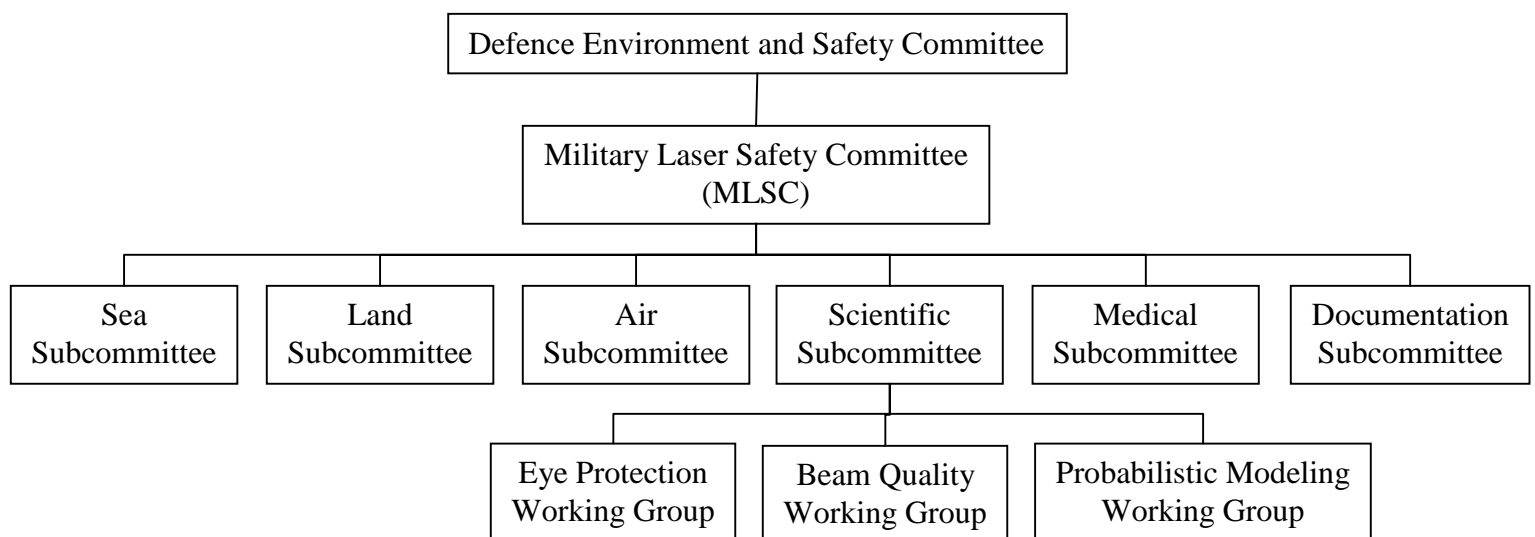 Defence Environment and Safety Committee
Military Laser Safety Committee
(MLSC)
Sea
Subcommittee
Land
Subcommittee
Air
Subcommittee
Scientific
Subcommittee
Medical
Subcommittee
Documentation
Subcommittee
Eye Protection
Working Group
Beam Quality
Working Group
Probabilistic Modeling
Working Group